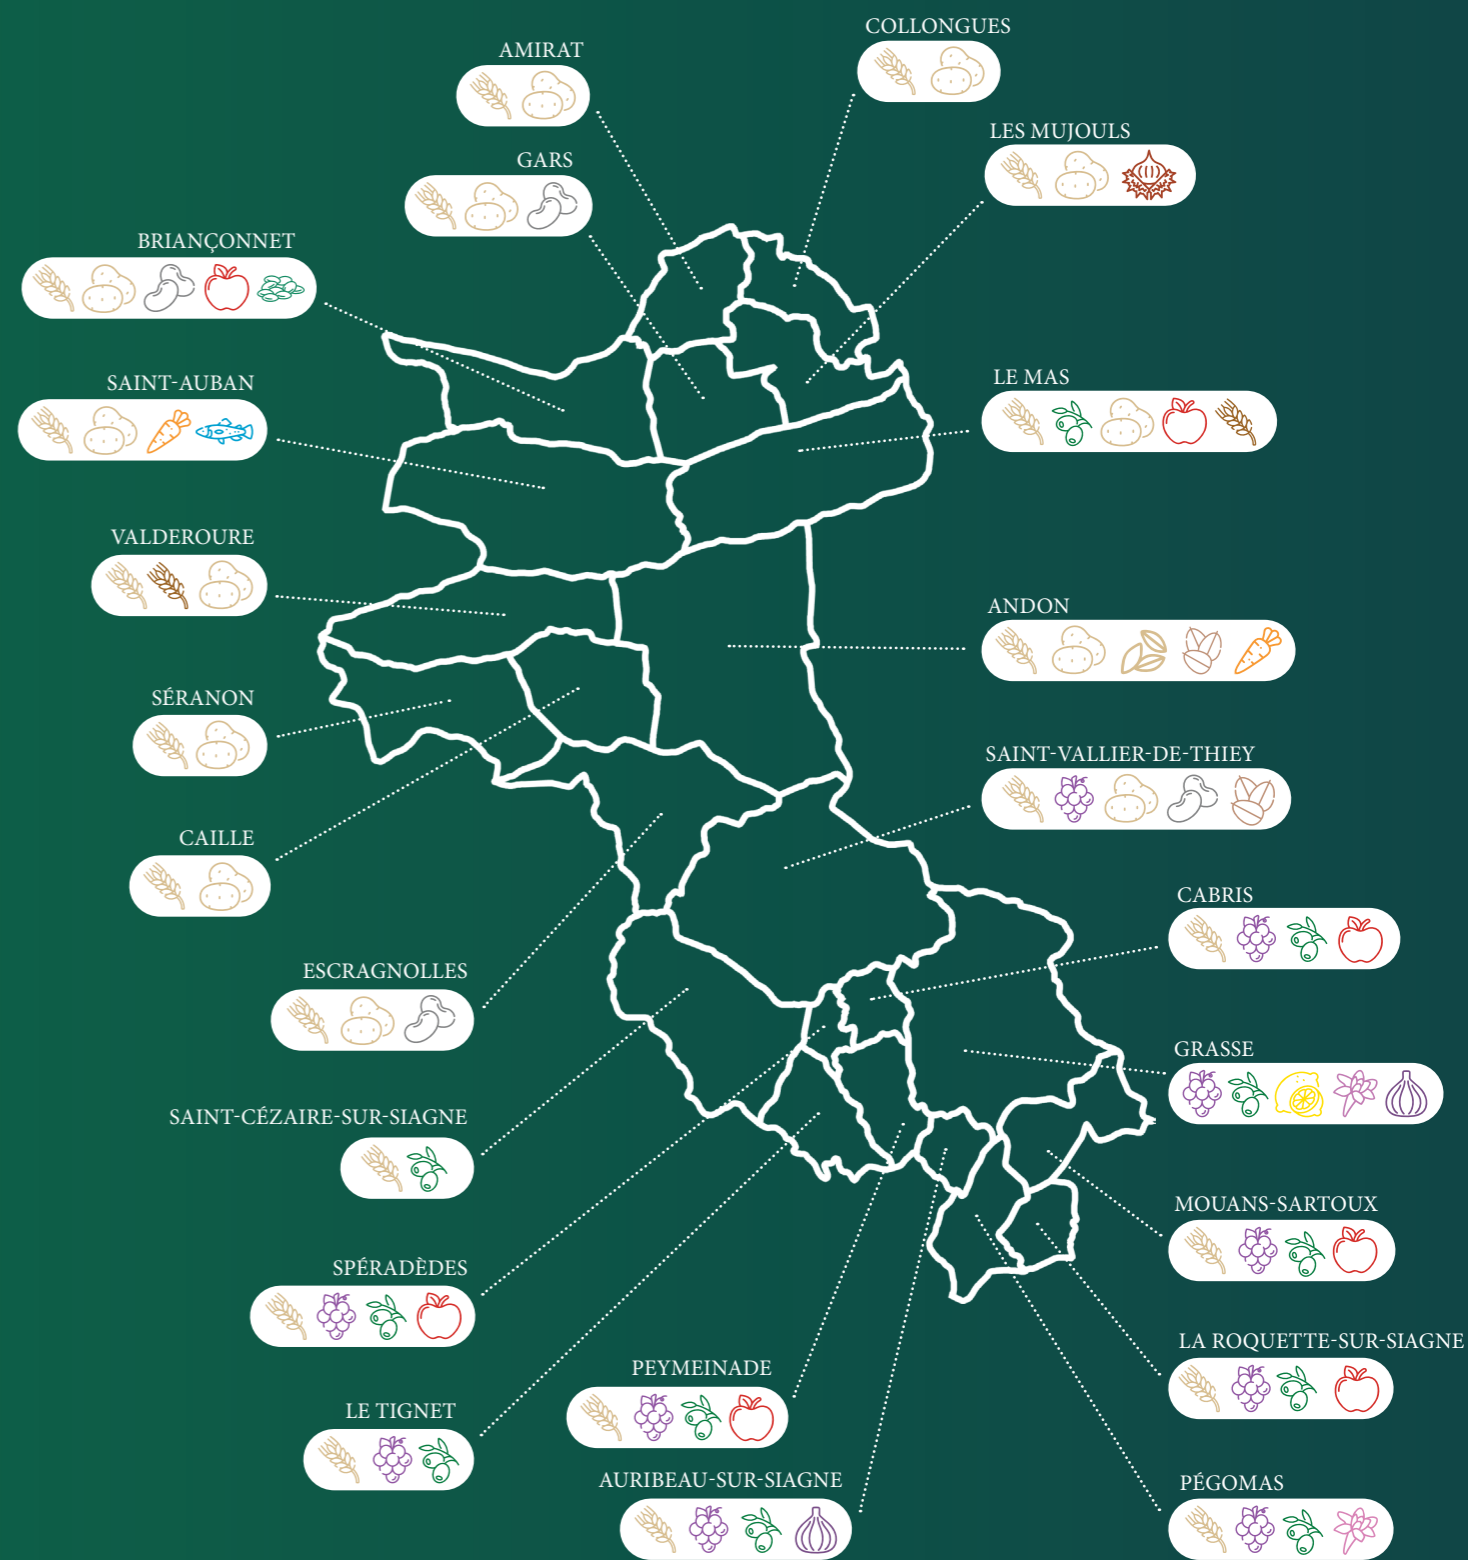 COLLONGUES
AMIRAT
LES MUJOULS
GARS
BRIANÇONNET
LE MAS
SAINT-AUBAN
VALDEROURE
ANDON
SÉRANON
SAINT-VALLIER-DE-THIEY
CAILLE
CABRIS
ESCRAGNOLLES
GRASSE
SAINT-CÉZAIRE-SUR-SIAGNE
MOUANS-SARTOUX
SPÉRADÈDES
LA ROQUETTE-SUR-SIAGNE
PEYMEINADE
LE TIGNET
AURIBEAU-SUR-SIAGNE
PÉGOMAS